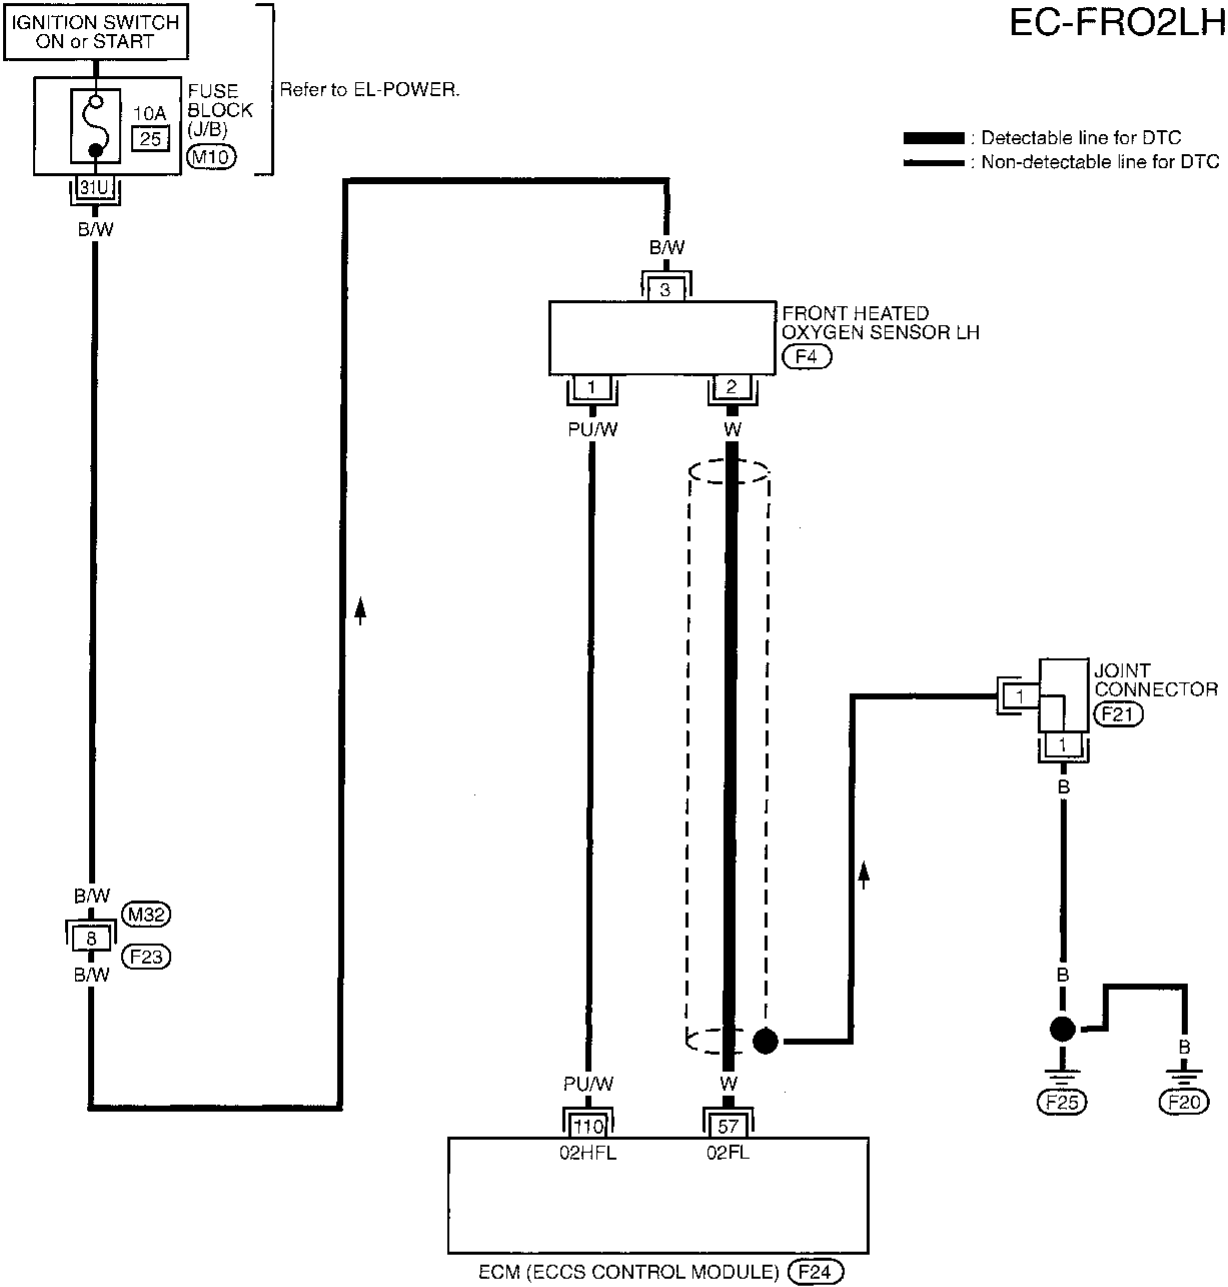 EC-FRO2LH
IGNITION SWITCH
ON or START
FUSE
BLOCK
(J/B)
M10
10A
25
Refer to EL-POWER.
: Detectable line for DTC
: Non-detectable line for DTC
31U
B/W
B/W
3
FRONT HEATED
OXYGEN SENSOR LH
F4
1
2
PU/W
W
JOINT
CONNECTOR
F21
1
1
B
B/W
M32
8
F23
B/W
B
B
F25
F20
PU/W
W
110
57
02HFL
02FL
ECM (ECCS CONTROL MODULE)
F24